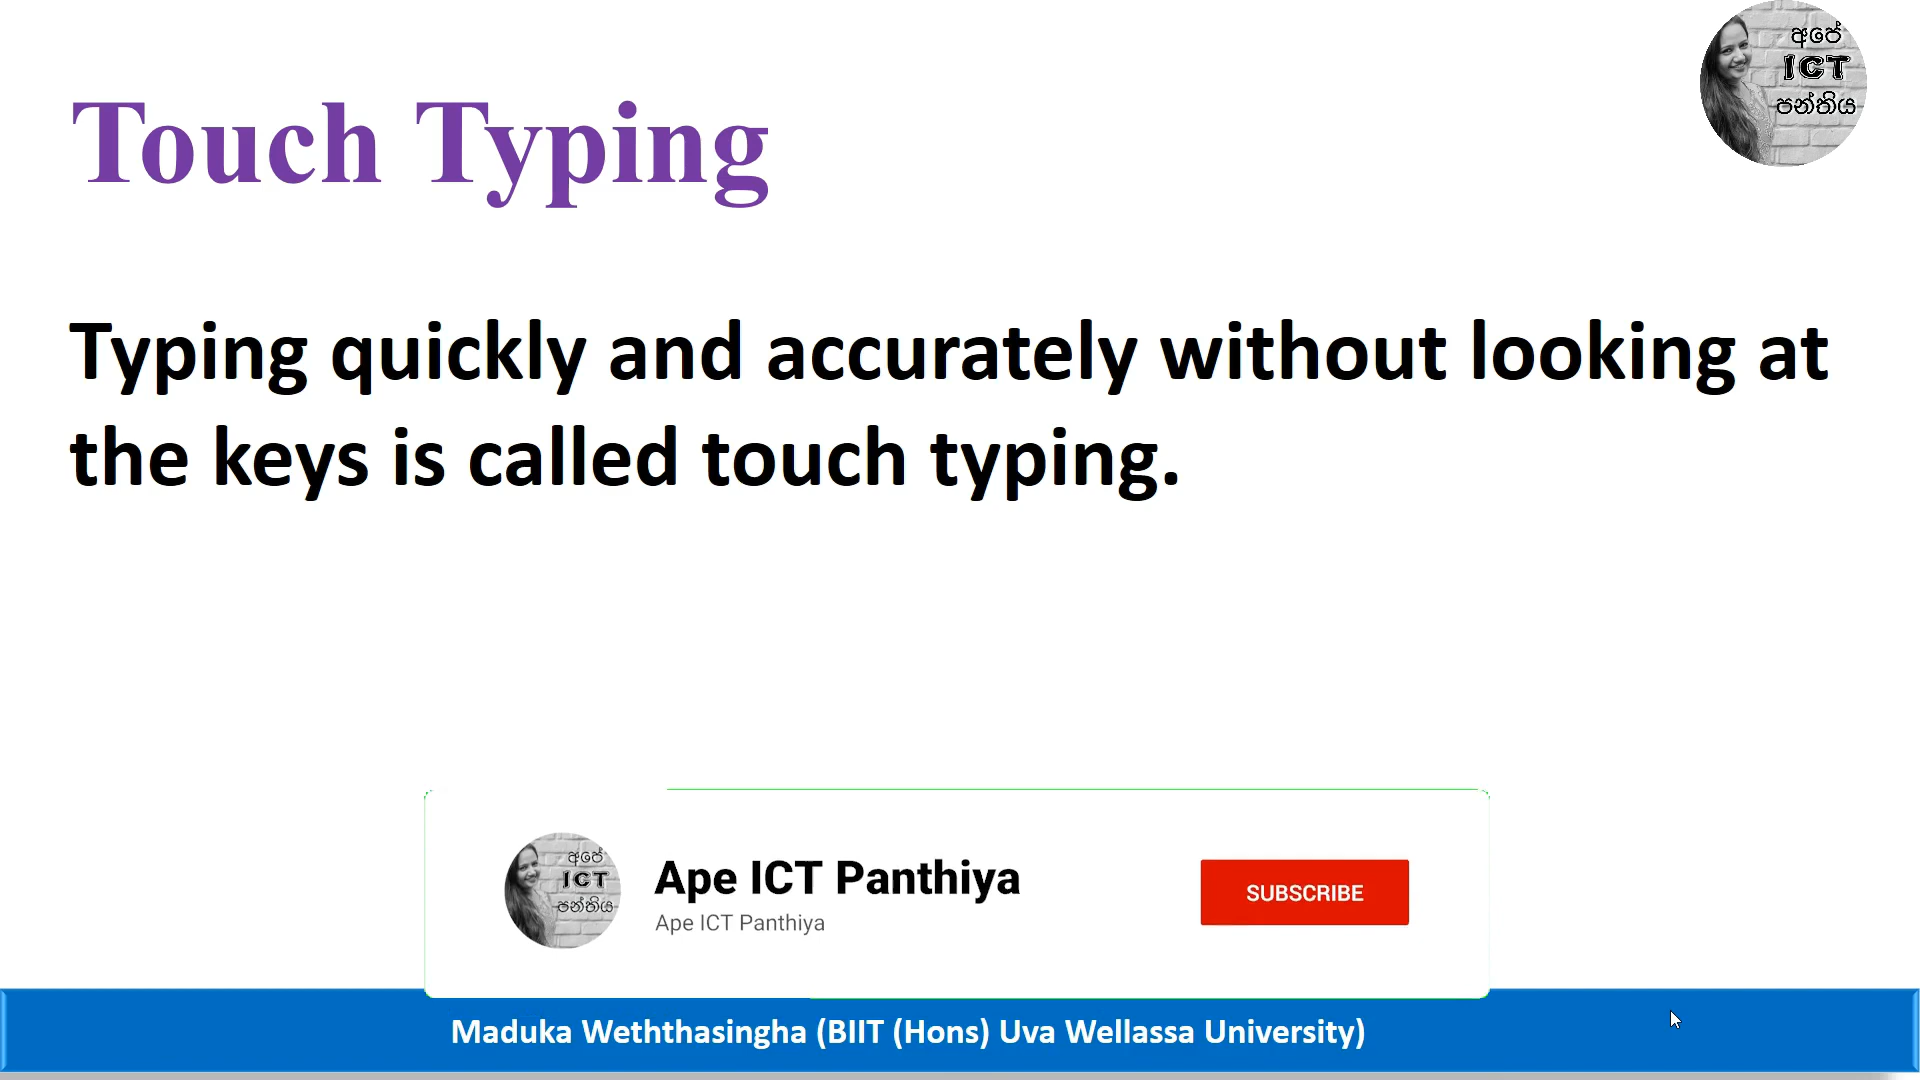 අපේ
ICT
පන්තිය
Touch Typing
Typing quickly and accurately without looking at
the keys is called touch typing.
අපේ
ICT
පන්තිය
Ape ICT Panthiya
Ape ICT Panthiya
SUBSCRIBE
Maduka Weththasingha (BIIT (Hons) Uva Wellassa University)